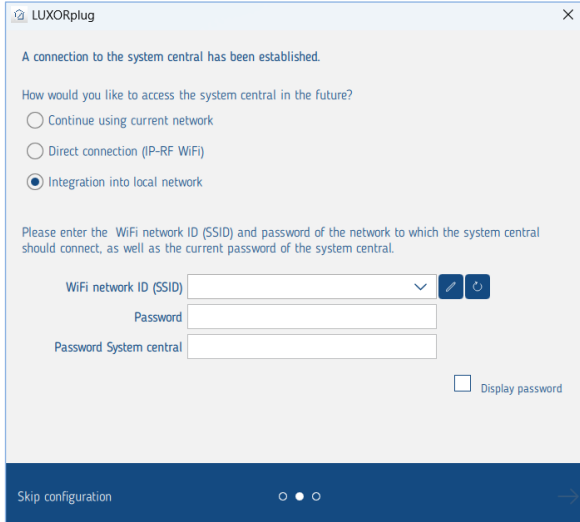 LUXORplug
A connection to the system central has been established.
How would you like to access the system central in the future?
Continue using current network
Direct connection (IP-RF WiFi)
Integration into local network
Please enter the WiFi network ID (SSID) and password of the network to which the system central
should connect, as well as the current password of the system central.
WiFi network ID (SSID)
Password
Password System central
Display password
Skip configuration